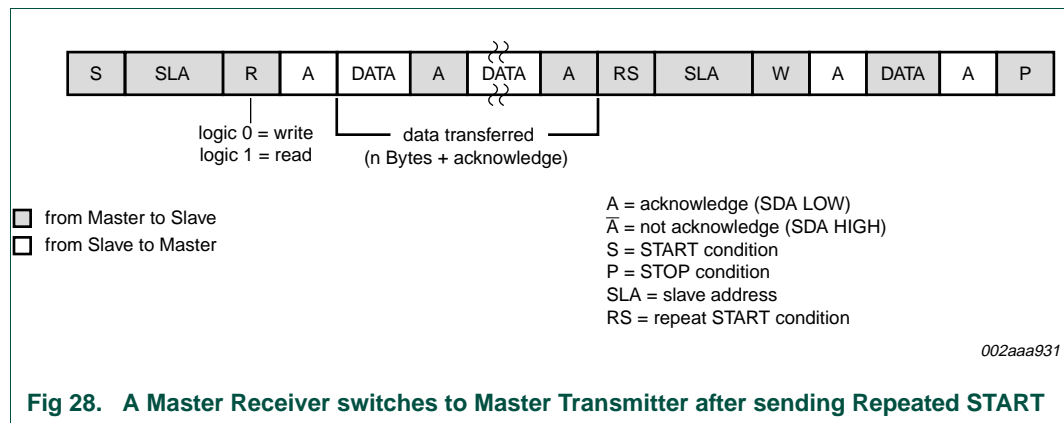 S SLA R A DATA A DATA A RS SLA W A DATA A P
logic 0 = write
logic 1 = read
data transferred
(n Bytes + acknowledge)
from Master to Slave
from Slave to Master
A = acknowledge (SDA LOW)
A̅ = not acknowledge (SDA HIGH)
S = START condition
P = STOP condition
SLA = slave address
RS = repeat START condition
002aaa931
Fig 28. A Master Receiver switches to Master Transmitter after sending Repeated START